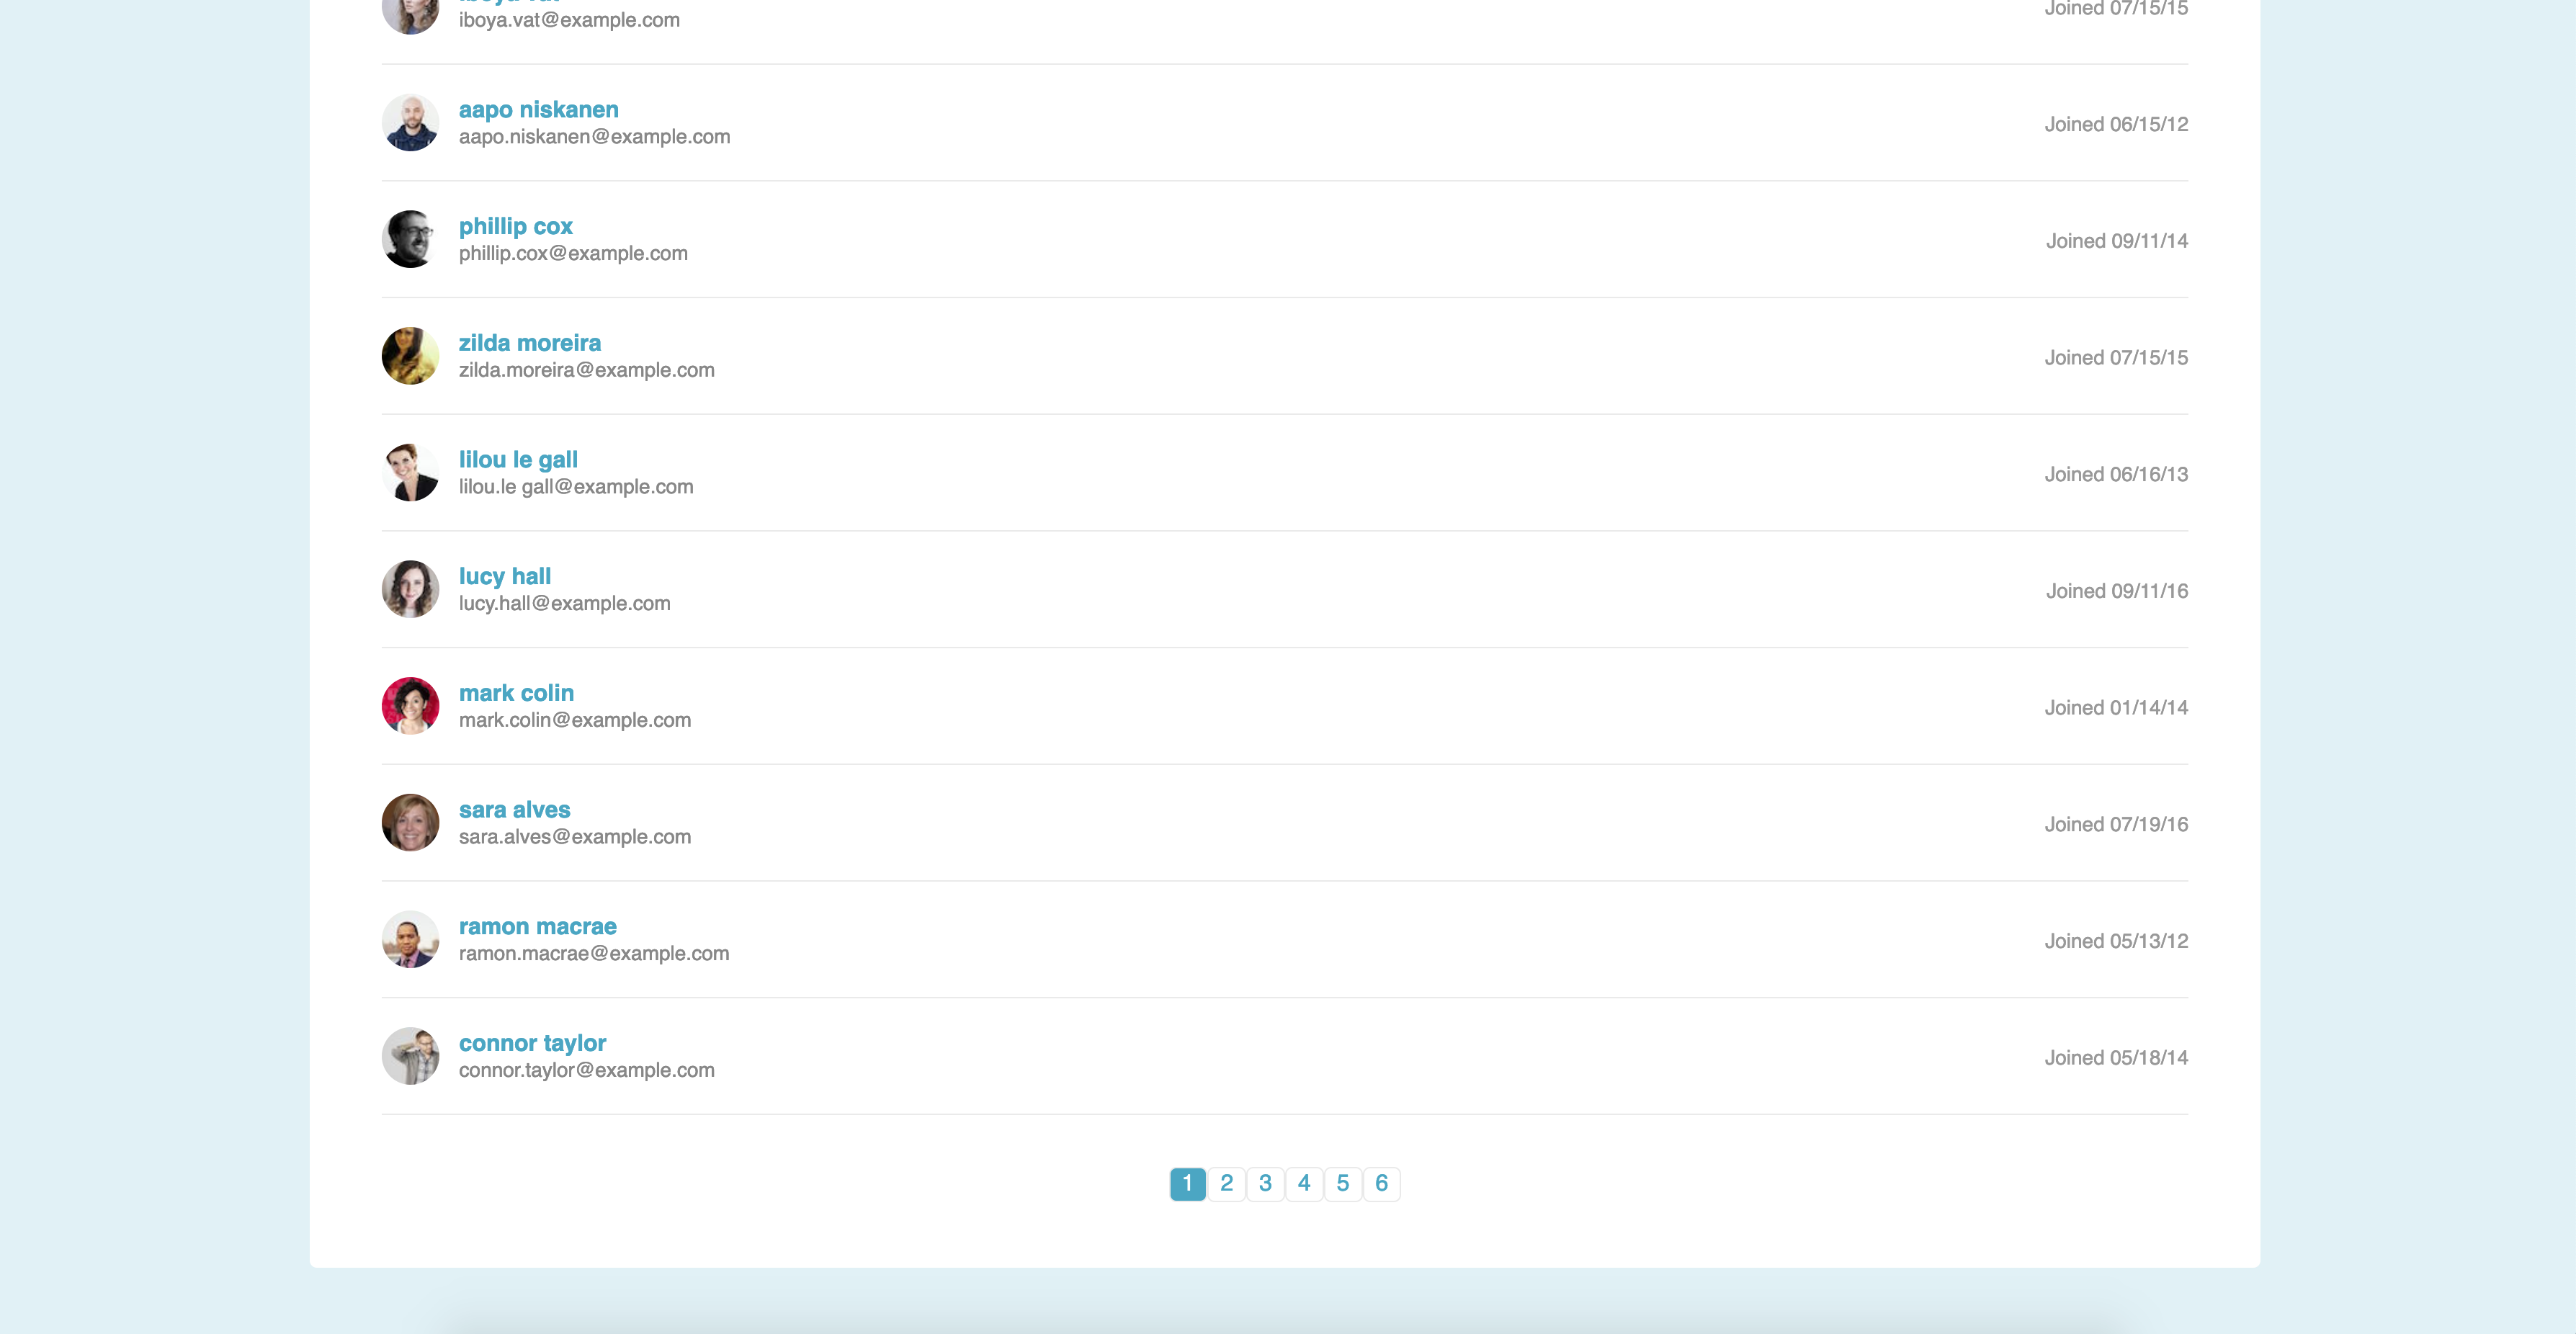 iboya.vat@example.com
Joined 07/15/15
aapo niskanen
aapo.niskanen@example.com
Joined 06/15/12
phillip cox
phillip.cox@example.com
Joined 09/11/14
zilda moreira
zilda.moreira@example.com
Joined 07/15/15
lilou le gall
lilou.le gall@example.com
Joined 06/16/13
lucy hall
lucy.hall@example.com
Joined 09/11/16
mark colin
mark.colin@example.com
Joined 01/14/14
sara alves
sara.alves@example.com
Joined 07/19/16
ramon macrae
ramon.macrae@example.com
Joined 05/13/12
connor taylor
connor.taylor@example.com
Joined 05/18/14
1 2 3 4 5 6